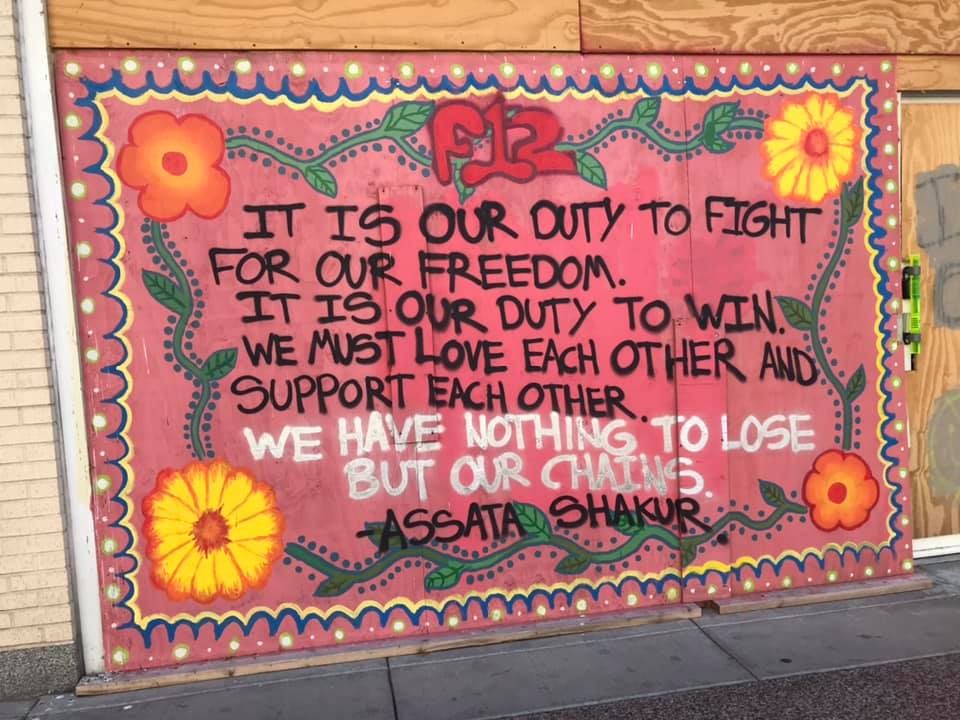 F12
IT IS OUR DUTY TO FIGHT
FOR OUR FREEDOM.
IT IS OUR DUTY TO WIN.
WE MUST LOVE EACH OTHER AND
SUPPORT EACH OTHER.
WE HAVE NOTHING TO LOSE
BUT OUR CHAINS.
-ASSATA SHAKUR.